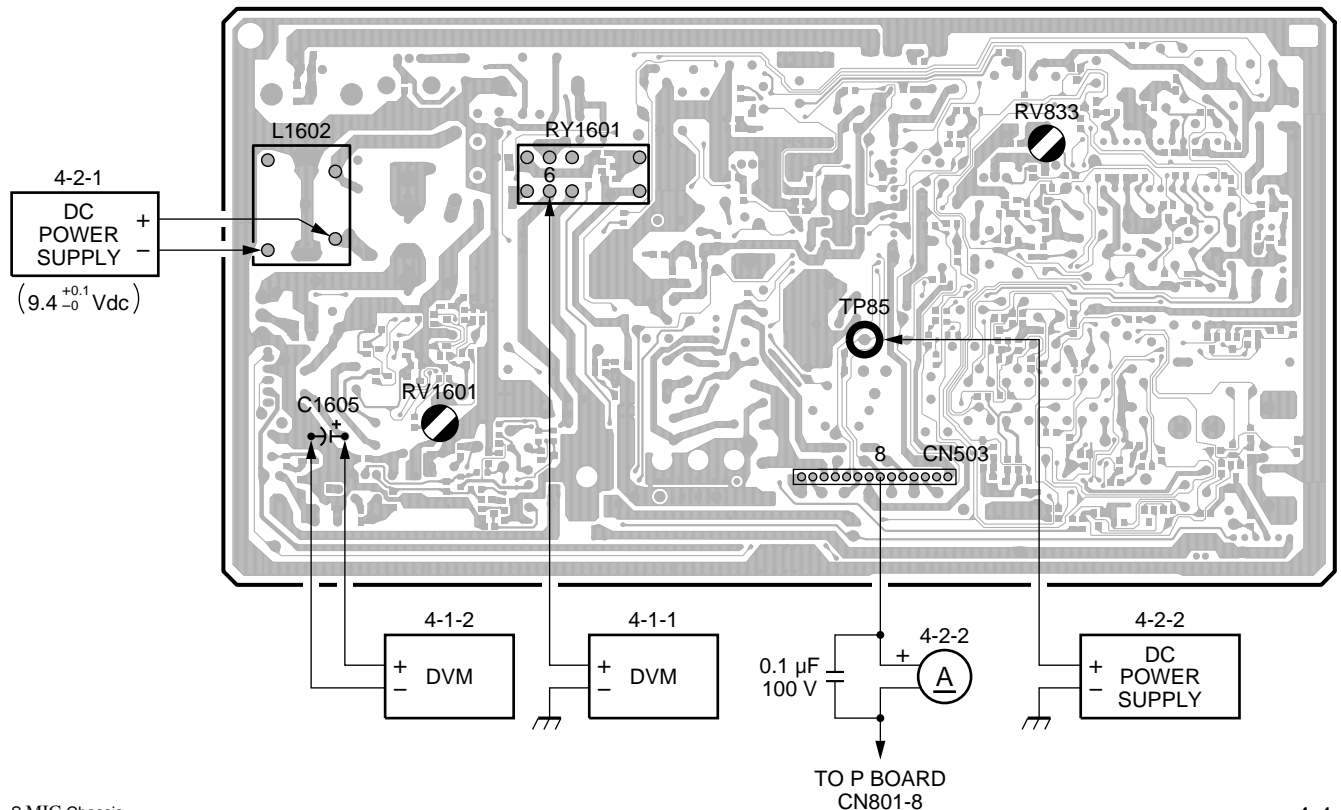 L1602
RY1601
RV833
6
4-2-1
DC
POWER
SUPPLY
+
−
(9.4 +0.1 −0 Vdc)
TP85
C1605
+
RV1601
8
CN503
4-1-2
+
−
DVM
4-1-1
+
−
DVM
0.1 µF
100 V
4-2-2
+
A
4-2-2
+
−
DC
POWER
SUPPLY
TO P BOARD
CN801-8